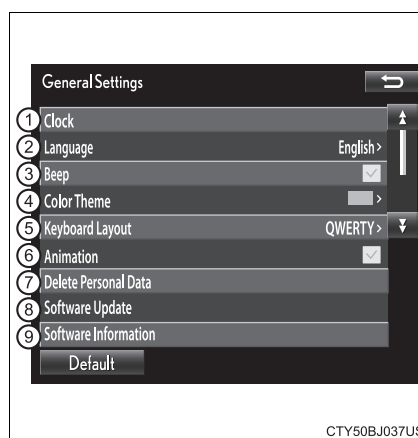 General Settings
1 Clock
2 Language English >
3 Beep
4 Color Theme >
5 Keyboard Layout QWERTY >
6 Animation
7 Delete Personal Data
8 Software Update
9 Software Information
Default
CTY50BJ037US